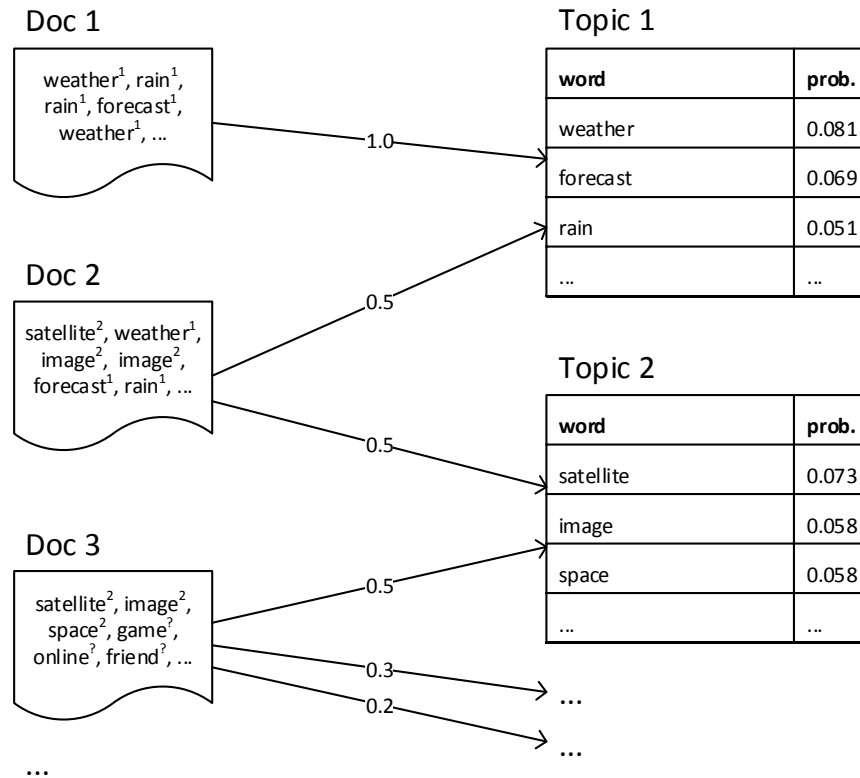 Doc 1
weather¹, rain¹,
rain¹, forecast¹,
weather¹, ...
1.0
Topic 1
word prob.
weather 0.081
forecast 0.069
rain 0.051
... ...
Doc 2
satellite², weather¹,
image², image²,
forecast¹, rain¹, ...
0.5
0.5
Topic 2
word prob.
satellite 0.073
image 0.058
space 0.058
... ...
Doc 3
satellite², image²,
space², game?,
online?, friend?, ...
0.5
0.3
0.2
...
...
...